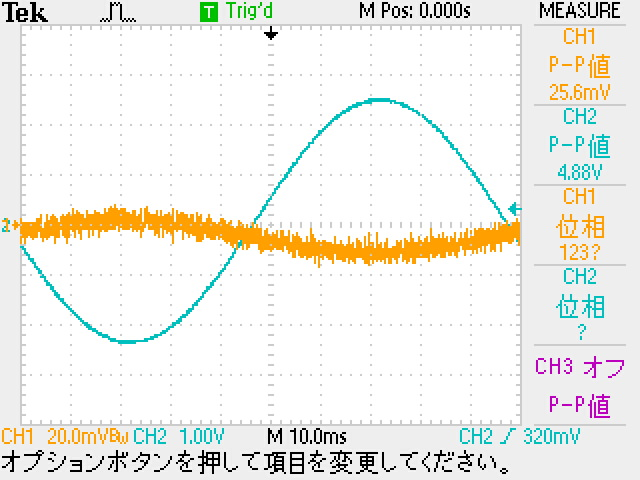 Tek T Trig'd M Pos: 0.000s MEASURE
CH1
P-P値
25.6mV
CH2
P-P値
4.88V
CH1
位相
123?
CH2
位相
?
CH3 オフ
P-P値
2
CH1 20.0mVBw CH2 1.00V M 10.0ms CH2 320mV
オプションボタンを押して項目を変更してください。